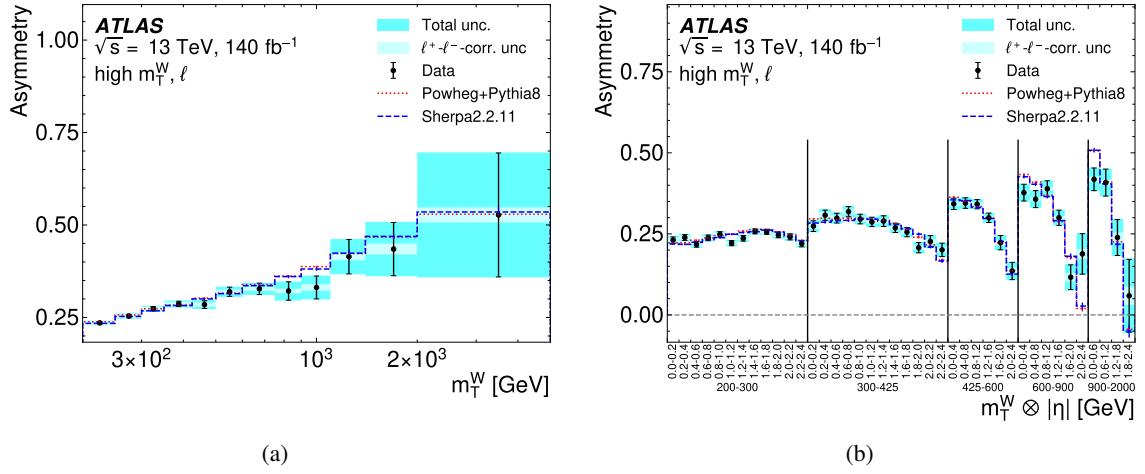 ATLAS
√s = 13 TeV, 140 fb⁻¹
high m_T^W, ℓ
Total unc.
ℓ⁺-ℓ⁻-corr. unc
Data
Powheg+Pythia8
Sherpa2.2.11
Asymmetry
1.00
0.75
0.50
0.25
3×10² 10³ 2×10³
m_T^W [GeV]
(a)
ATLAS
√s = 13 TeV, 140 fb⁻¹
high m_T^W, ℓ
Total unc.
ℓ⁺-ℓ⁻-corr. unc
Data
Powheg+Pythia8
Sherpa2.2.11
Asymmetry
0.75
0.50
0.25
0.00
0.0-0.2
0.2-0.4
0.4-0.6
0.6-0.8
0.8-1.0
1.0-1.2
1.2-1.4
1.4-1.6
1.6-1.8
1.8-2.0
2.0-2.2
2.2-2.4
0.0-0.2
0.2-0.4
0.4-0.6
0.6-0.8
0.8-1.0
1.0-1.2
1.2-1.4
1.4-1.6
1.6-1.8
1.8-2.0
2.0-2.2
2.2-2.4
0.0-0.4
0.4-0.8
0.8-1.2
1.2-1.6
1.6-2.0
2.0-2.4
0.0-0.4
0.4-0.8
0.8-1.2
1.2-1.6
1.6-2.0
2.0-2.4
0.0-0.6
0.6-1.2
1.2-1.8
1.8-2.4
200-300 300-425 425-600 600-900 900-2000
m_T^W ⊗ |η| [GeV]
(b)